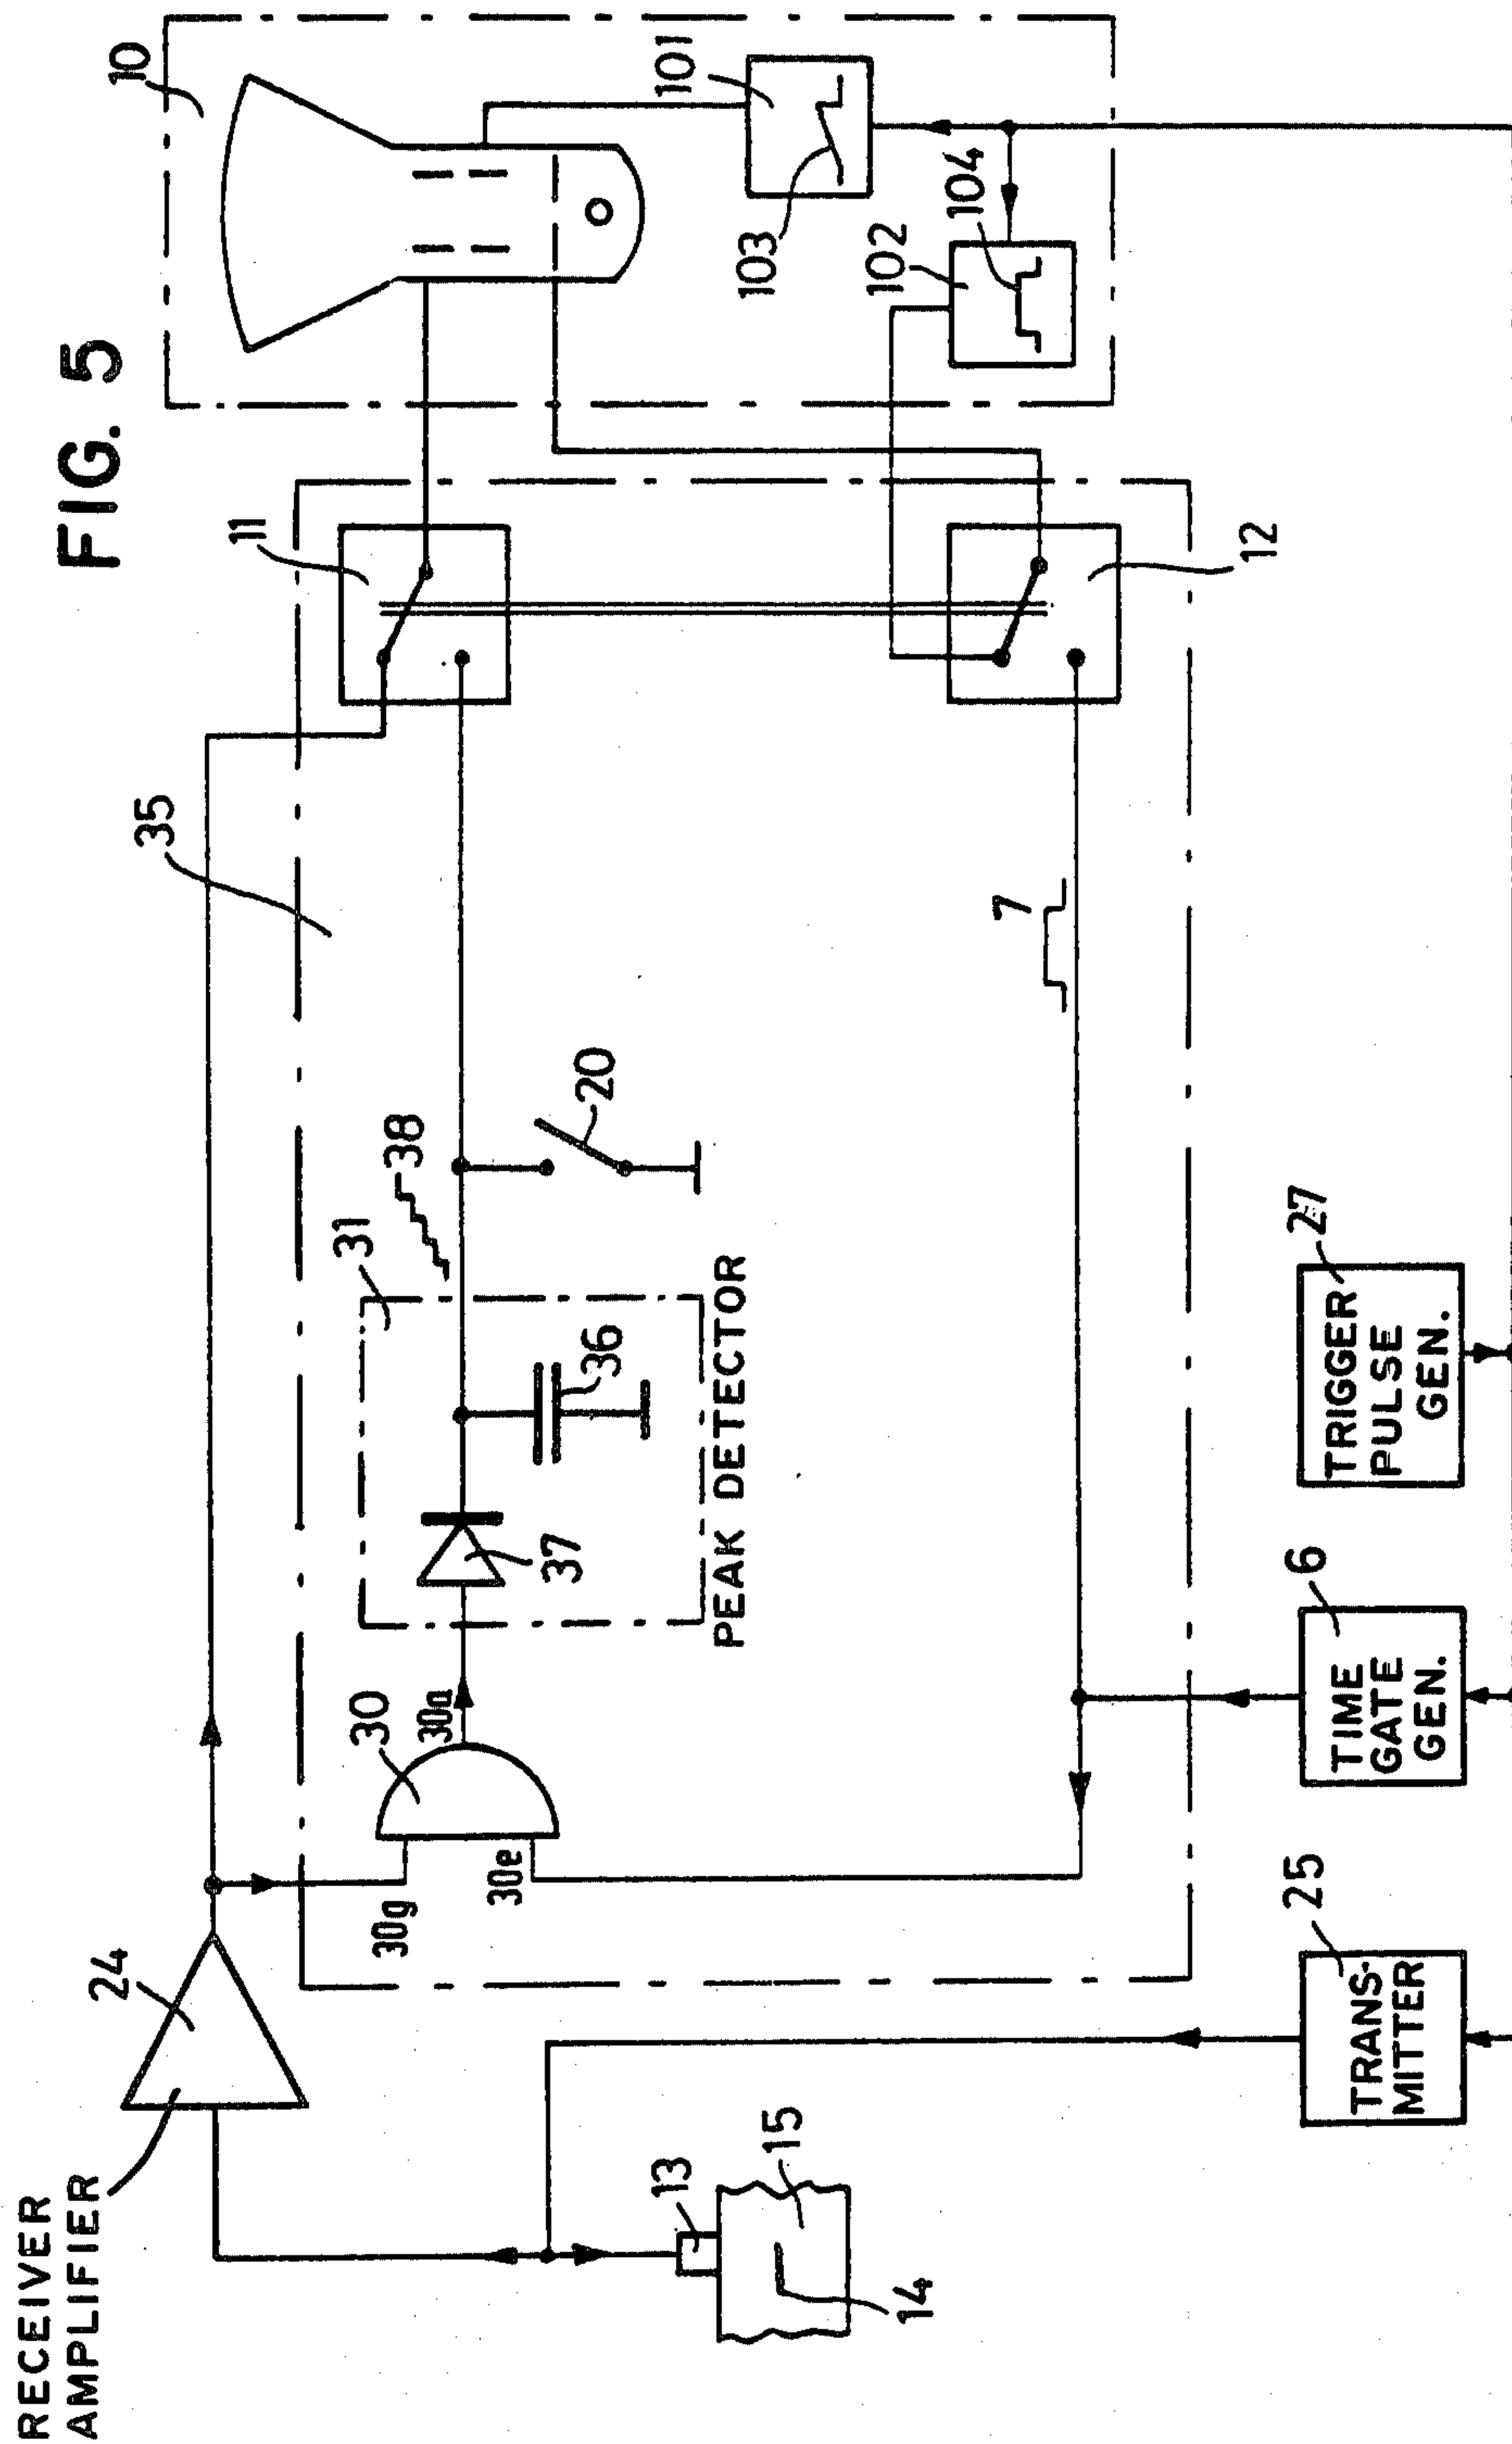 FIG. 5
RECEIVER
AMPLIFIER
24
35
11
10
30g
30
30a
31
38
37
36
20
30e
PEAK DETECTOR
13
15
14
7
12
101
103
102
104
25
TRANS-
MITTER
6
TIME
GATE
GEN.
27
TRIGGER
PULSE
GEN.